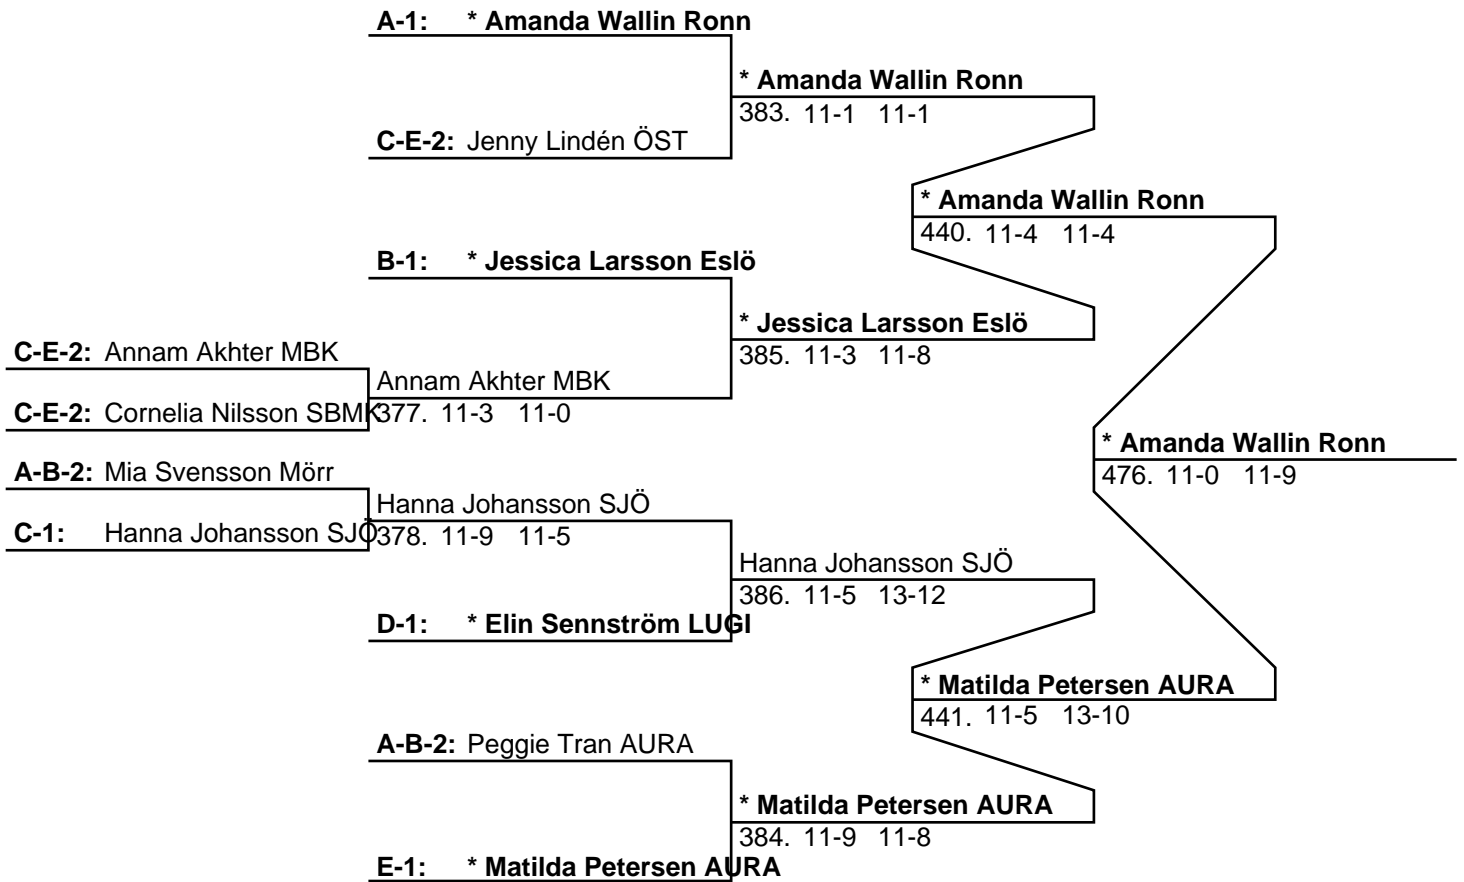 A-1: * Amanda Wallin Ronn
* Amanda Wallin Ronn
383. 11-1 11-1
C-E-2: Jenny Lindén ÖST
* Amanda Wallin Ronn
440. 11-4 11-4
B-1: * Jessica Larsson Eslö
* Jessica Larsson Eslö
385. 11-3 11-8
C-E-2: Annam Akhter MBK
Annam Akhter MBK
377. 11-3 11-0
C-E-2: Cornelia Nilsson SBMK
* Amanda Wallin Ronn
476. 11-0 11-9
A-B-2: Mia Svensson Mörr
Hanna Johansson SJÖ
378. 11-9 11-5
C-1: Hanna Johansson SJÖ
Hanna Johansson SJÖ
386. 11-5 13-12
D-1: * Elin Sennström LUGI
* Matilda Petersen AURA
441. 11-5 13-10
A-B-2: Peggie Tran AURA
* Matilda Petersen AURA
384. 11-9 11-8
E-1: * Matilda Petersen AURA